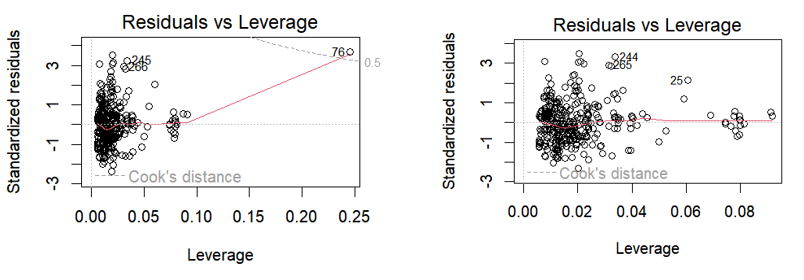 Residuals vs Leverage
Standardized residuals
3
1
-1
-3
76
245
266
0.5
Cook's distance
0.00 0.05 0.10 0.15 0.20 0.25
Leverage
Residuals vs Leverage
Standardized residuals
3
1
-1
-3
244
265
25
Cook's distance
0.00 0.02 0.04 0.06 0.08
Leverage